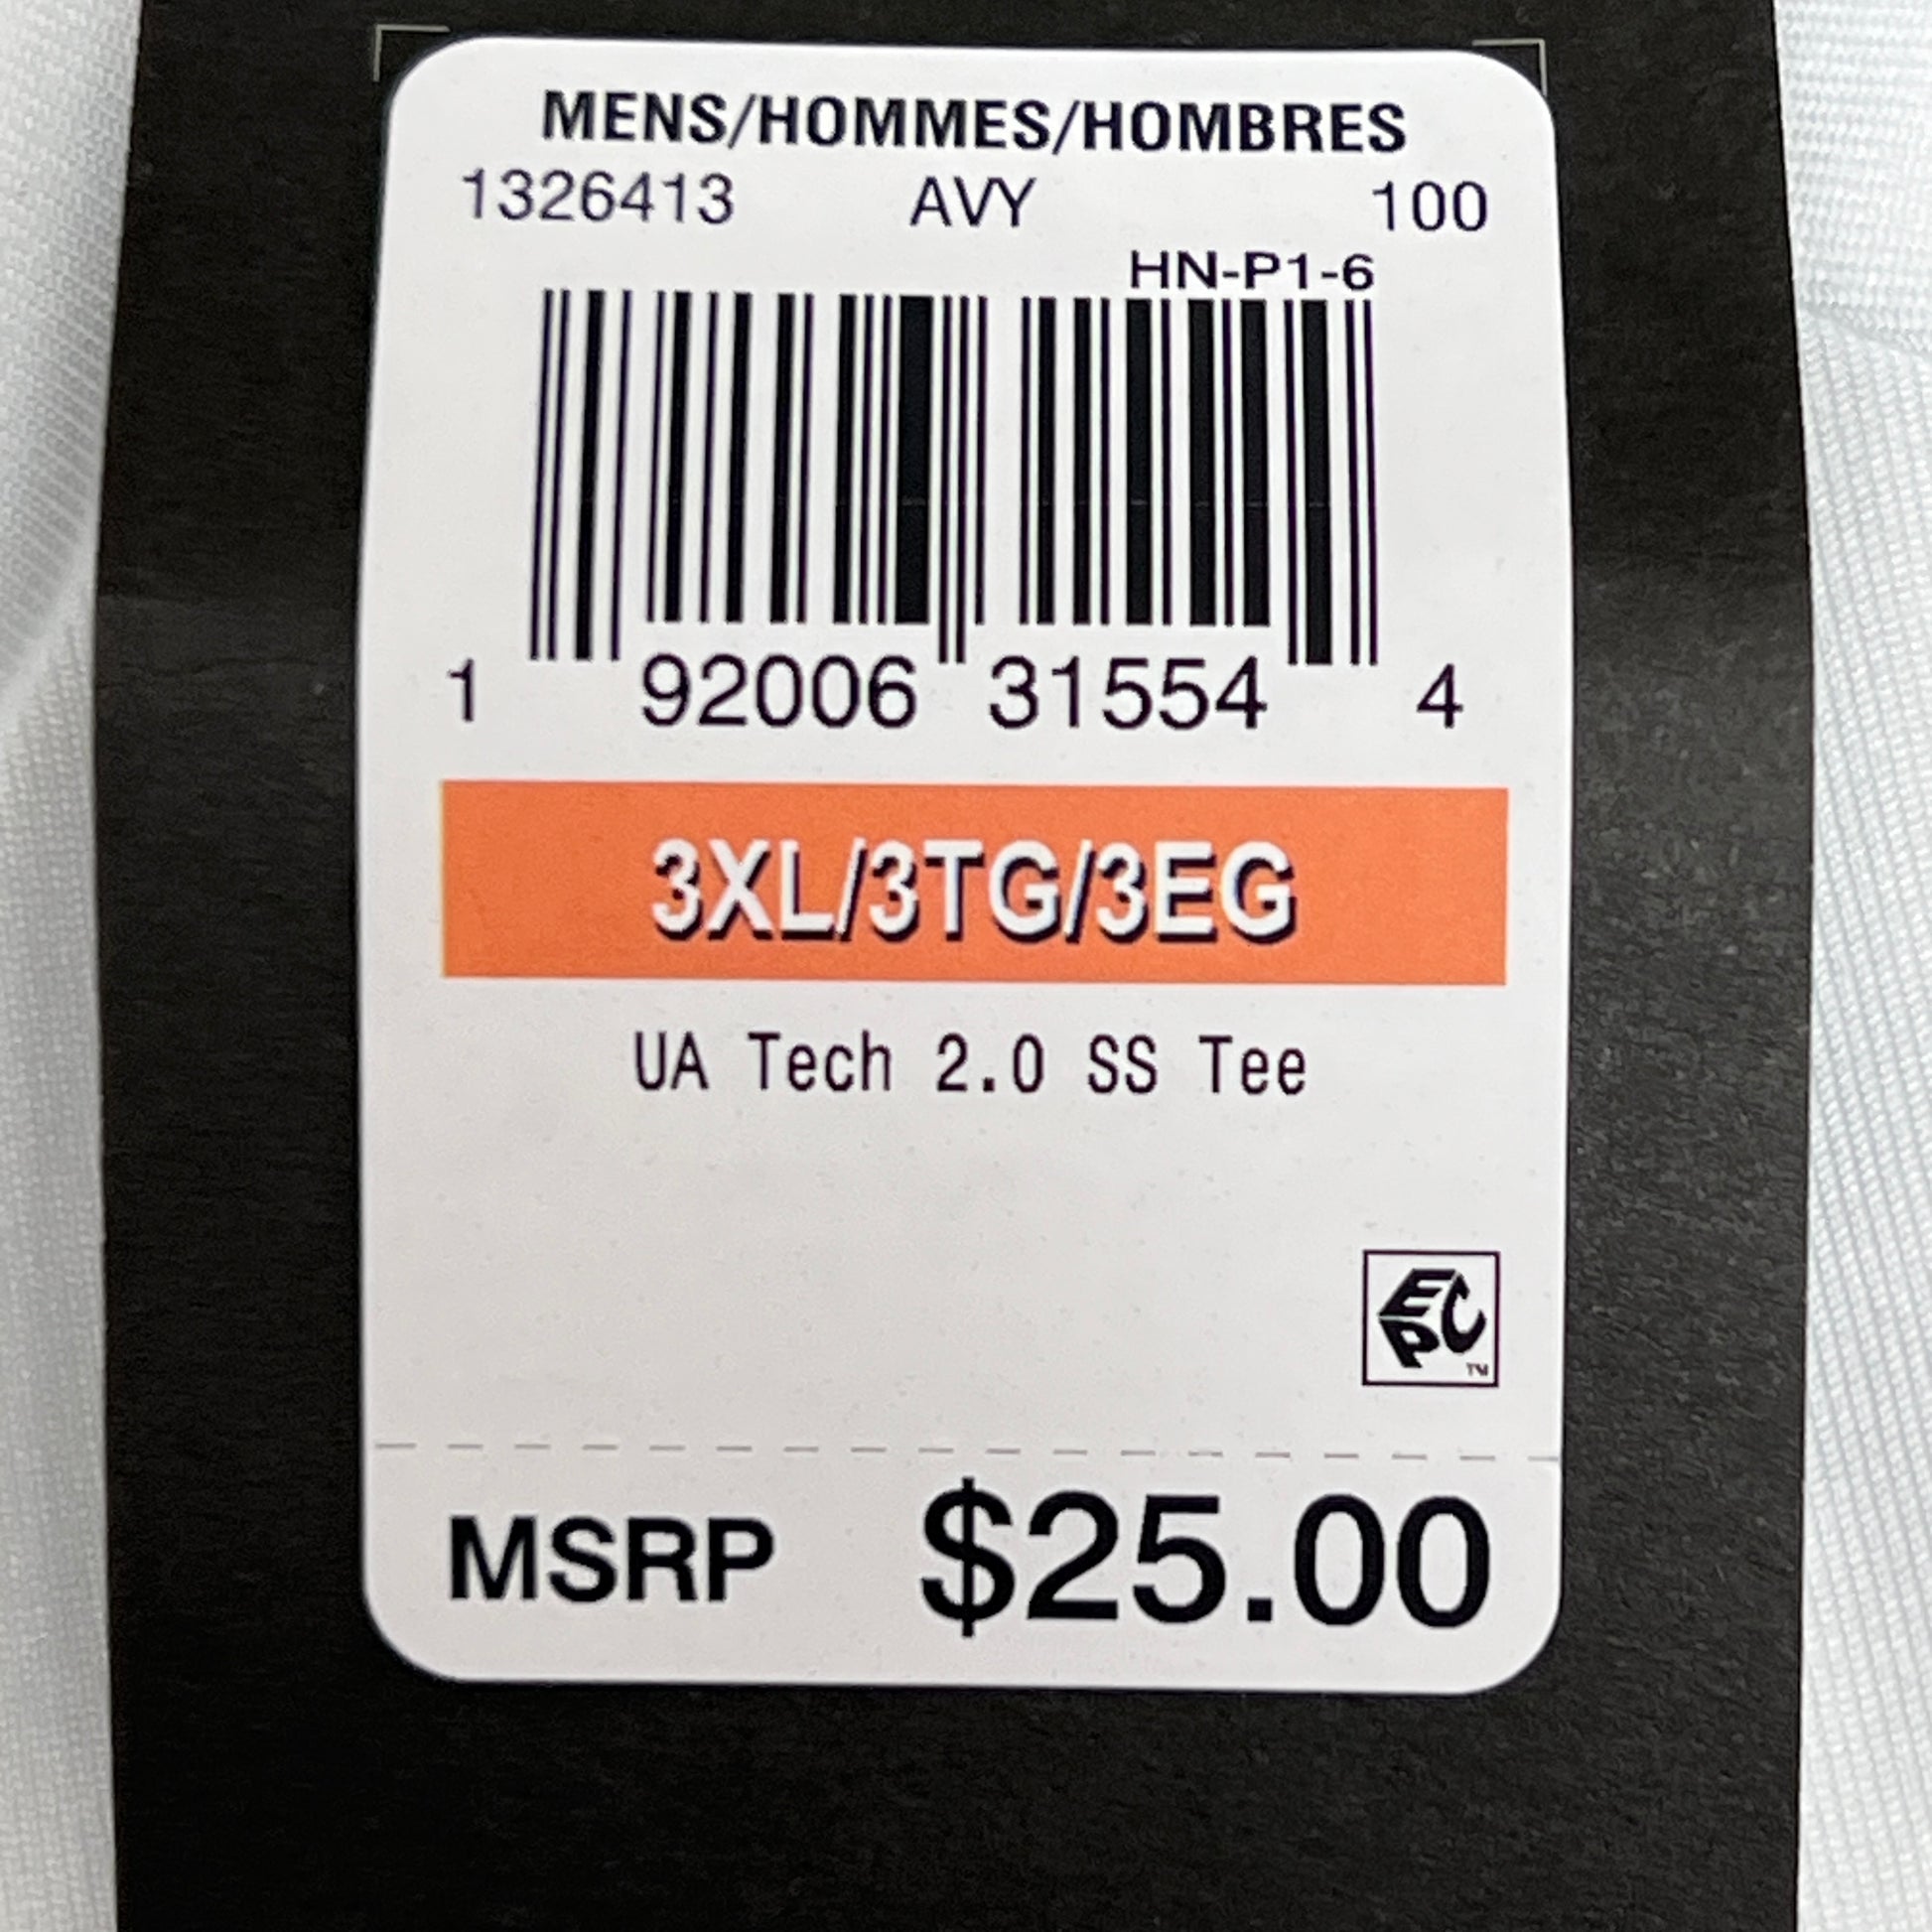 MENS/HOMMES/HOMBRES
1326413 AVY 100
HN-P1-6
1 92006 31554 4
3XL/3TG/3EG
UA Tech 2.0 SS Tee
EPC TM
MSRP $25.00